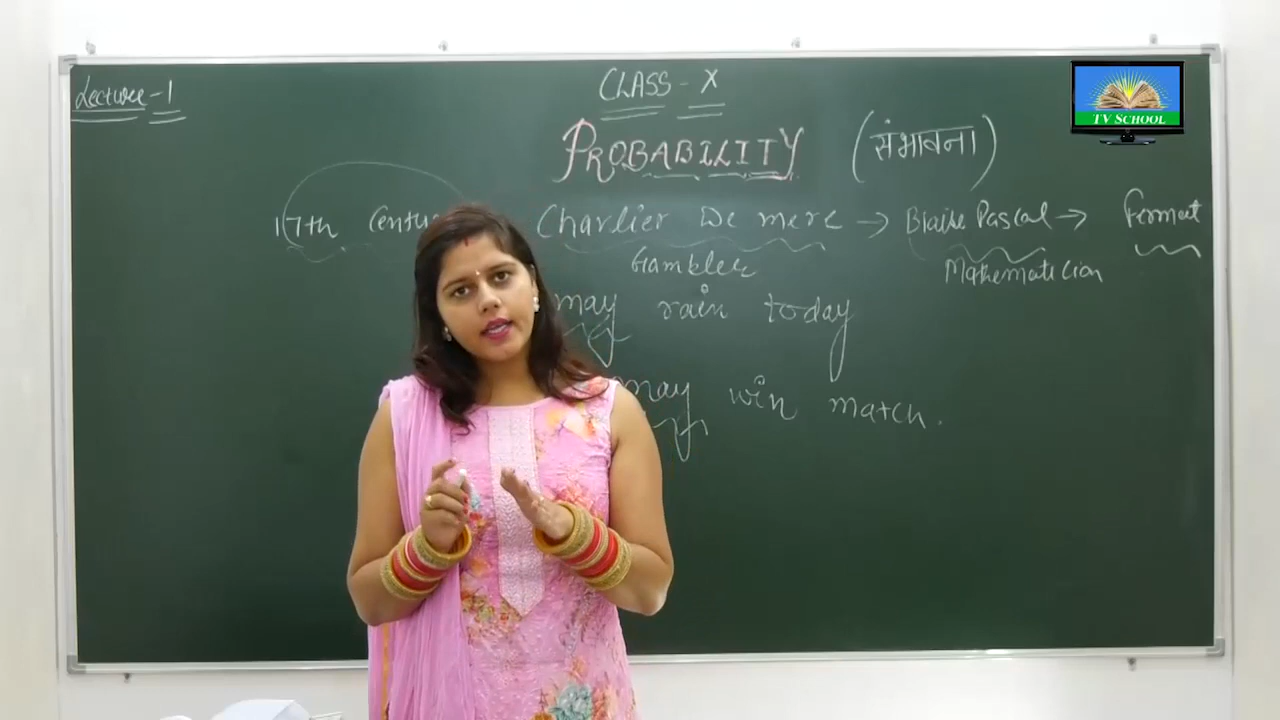 Lecture-1
CLASS - X
TV SCHOOL
PROBABILITY (संभावना)
17th Centu Charlier De mere → Blaise Pascal → Fermat
Gambler Mathematician
may rain today
may win match.